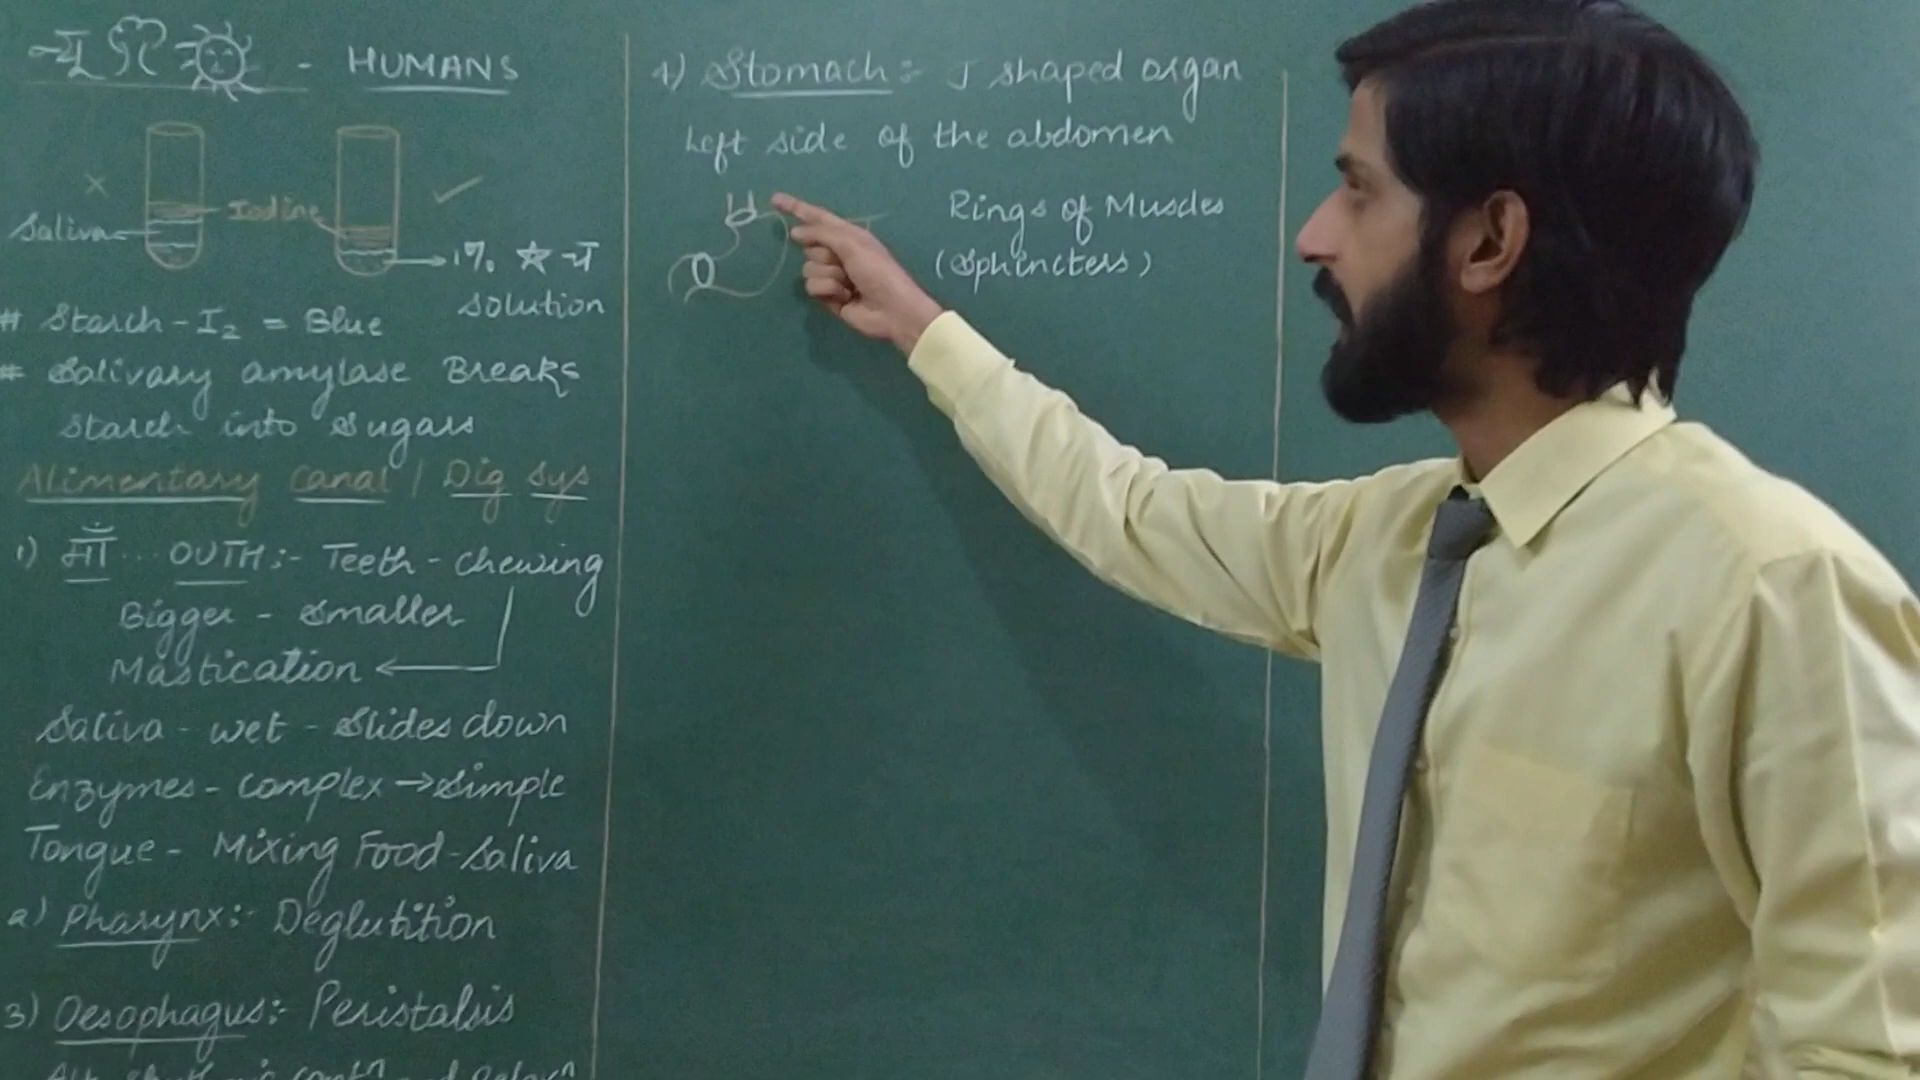 न्यू - HUMANS
Saliva
Iodine
1% ☆ च
solution
# Starch - I2 = Blue
# Salivary amylase Breaks
starch into sugars
Alimentary Canal / Dig Sys
1) माँ ... OUTH:- Teeth - chewing
Bigger - smaller
Mastication ←
Saliva - wet - Slides down
Enzymes - complex → simple
Tongue - Mixing Food - saliva
2) Pharynx:- Deglutition
3) Oesophagus:- Peristalsis
4) Stomach:- J shaped organ
Left side of the abdomen
Rings of Muscles
(Sphincters)